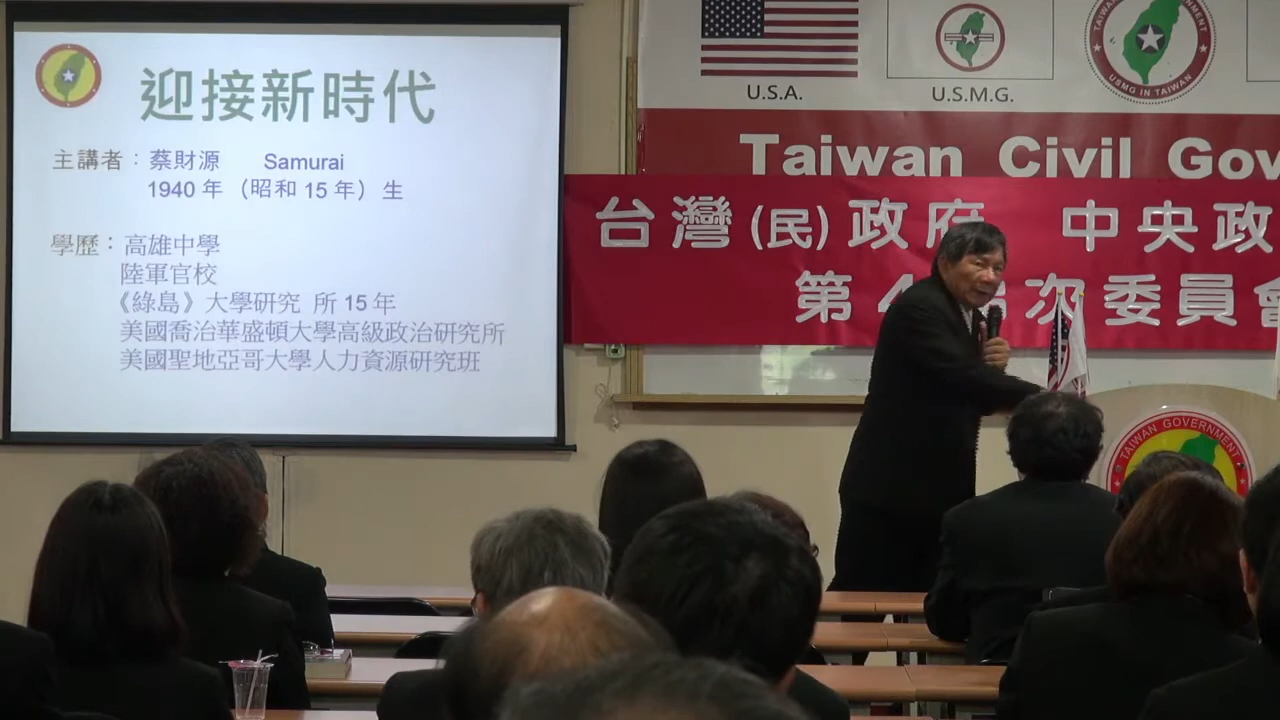 迎接新時代
主講者：蔡財源 Samurai
1940 年 （昭和 15 年）生
學歷：高雄中學
陸軍官校
《綠島》大學研究 所 15 年
美國喬治華盛頓大學高級政治研究所
美國聖地亞哥大學人力資源研究班
U.S.A.
U.S.M.G.
USMG IN TAIWAN
Taiwan Civil Gov
台灣(民)政府 中央政
第4 次委員會
TAIWAN GOVERNMENT